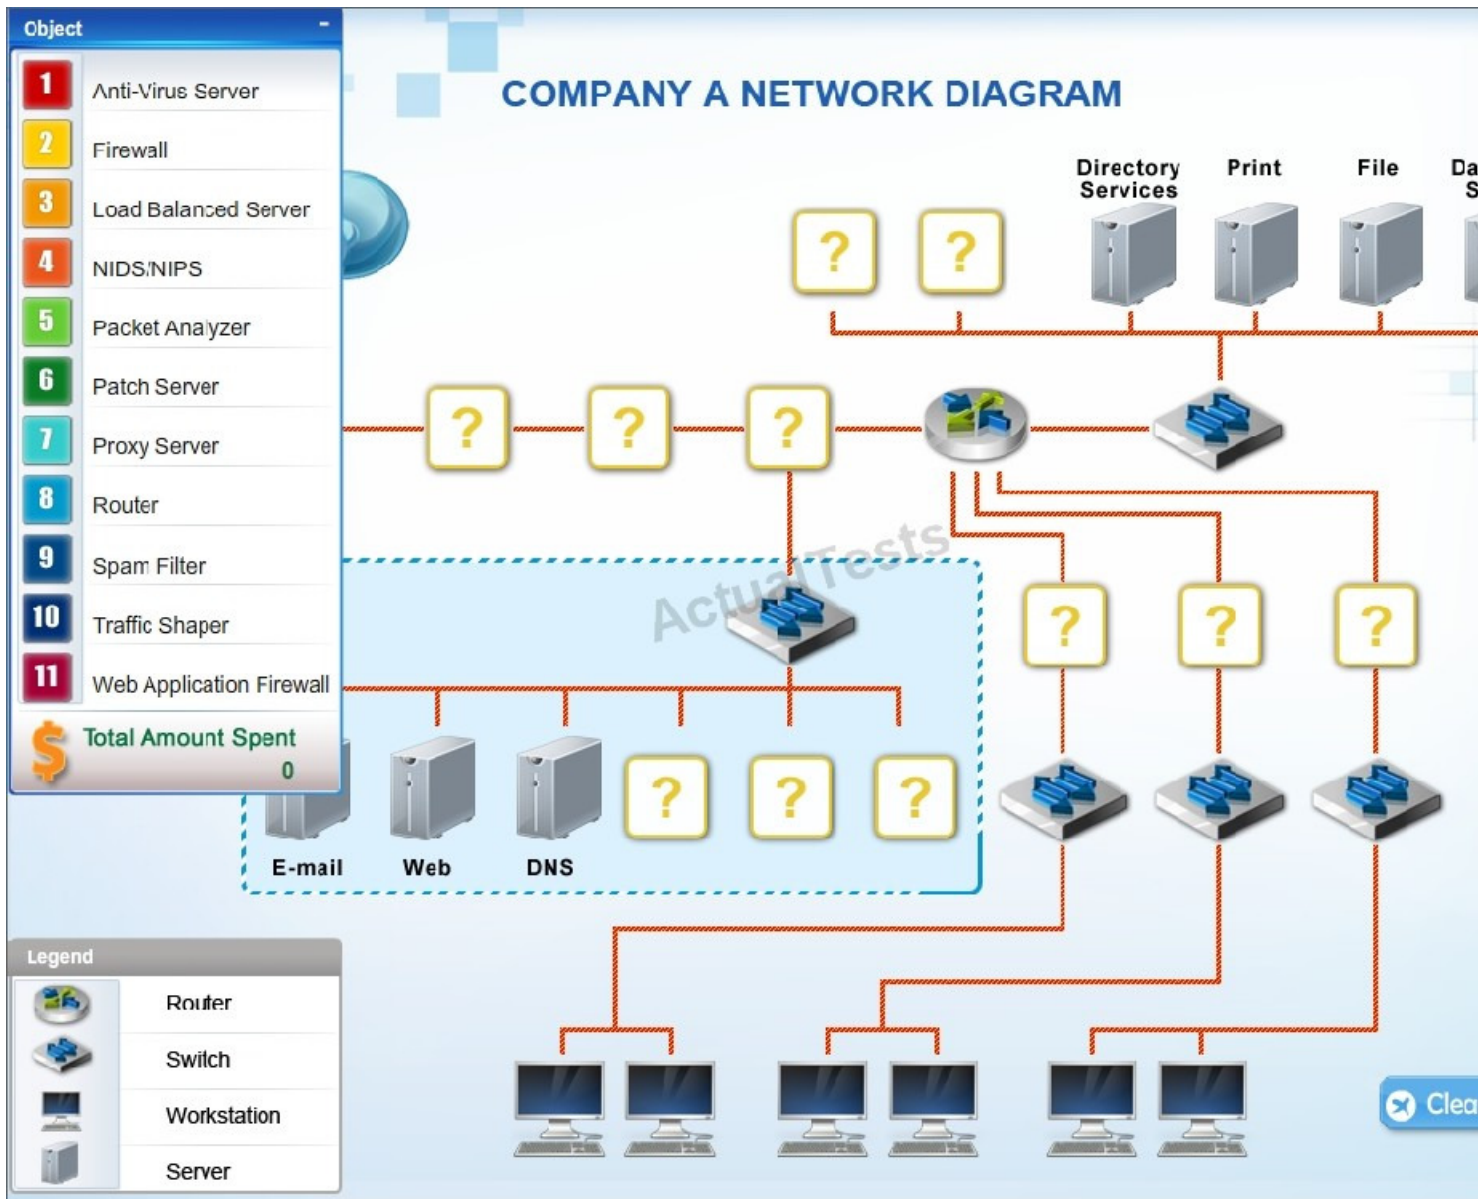 Object
1 Anti-Virus Server
2 Firewall
3 Load Balanced Server
4 NIDS/NIPS
5 Packet Analyzer
6 Patch Server
7 Proxy Server
8 Router
9 Spam Filter
10 Traffic Shaper
11 Web Application Firewall
$ Total Amount Spent
0
COMPANY A NETWORK DIAGRAM
Directory Services
Print
File
? ?
? ? ?
ActualTests
? ? ?
? ? ?
E-mail
Web
DNS
Legend
Router
Switch
Workstation
Server